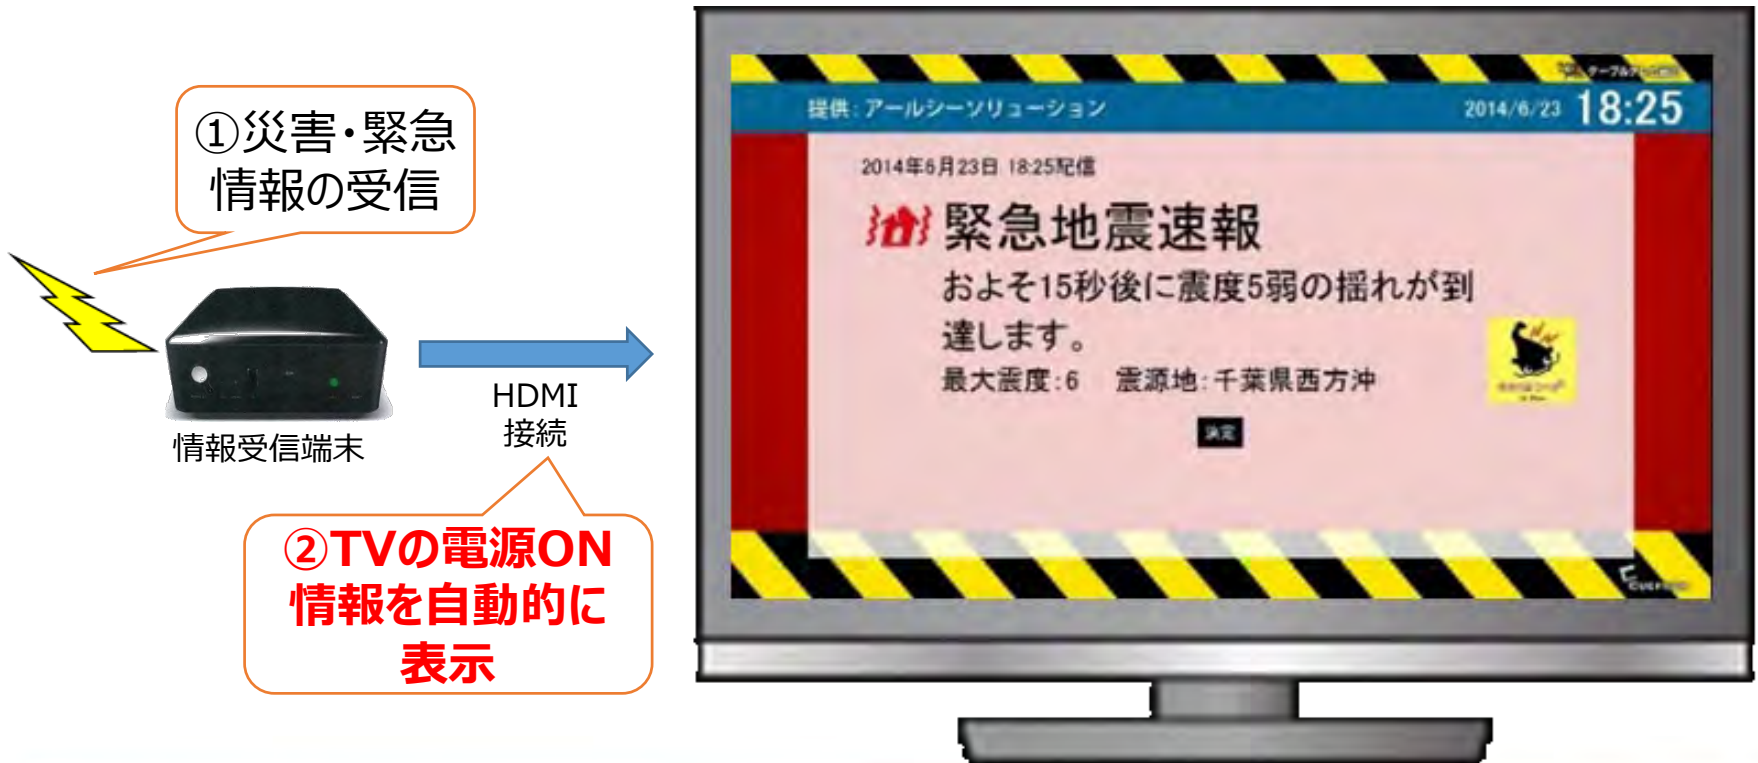 ①災害・緊急
情報の受信
情報受信端末
HDMI
接続
②TVの電源ON
情報を自動的に
表示
提供:アールシーソリューション
2014/6/23 18:25
2014年6月23日 18:25配信
緊急地震速報
およそ15秒後に震度5弱の揺れが到
達します。
最大震度:6 震源地:千葉県西方沖
決定